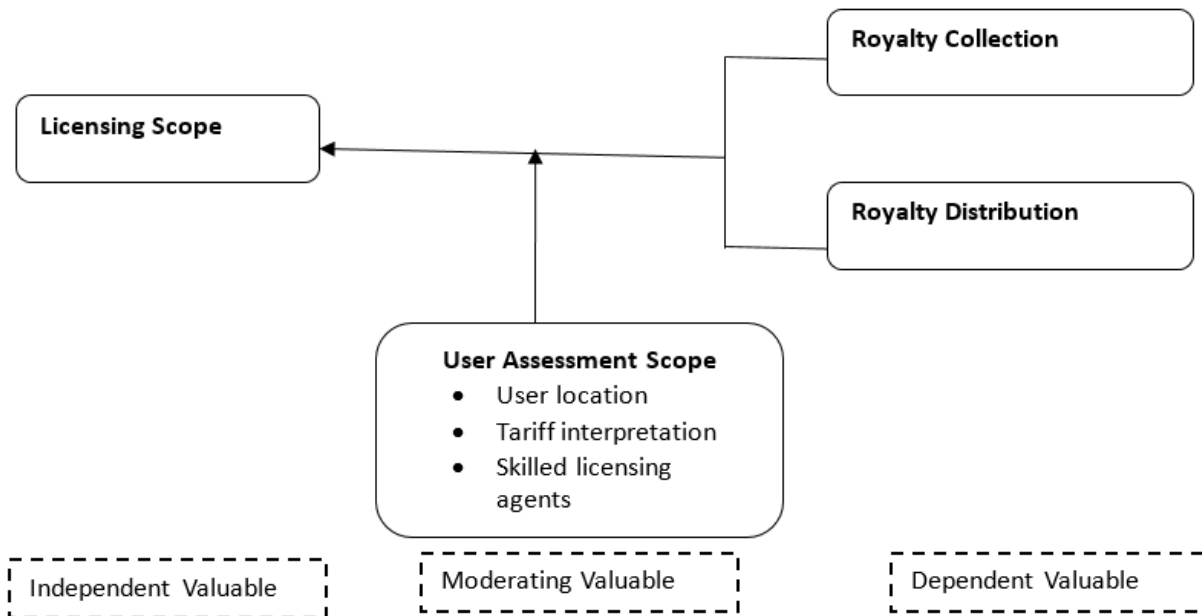 Royalty Collection
Licensing Scope
Royalty Distribution
User Assessment Scope
• User location
• Tariff interpretation
• Skilled licensing
agents
Independent Valuable
Moderating Valuable
Dependent Valuable